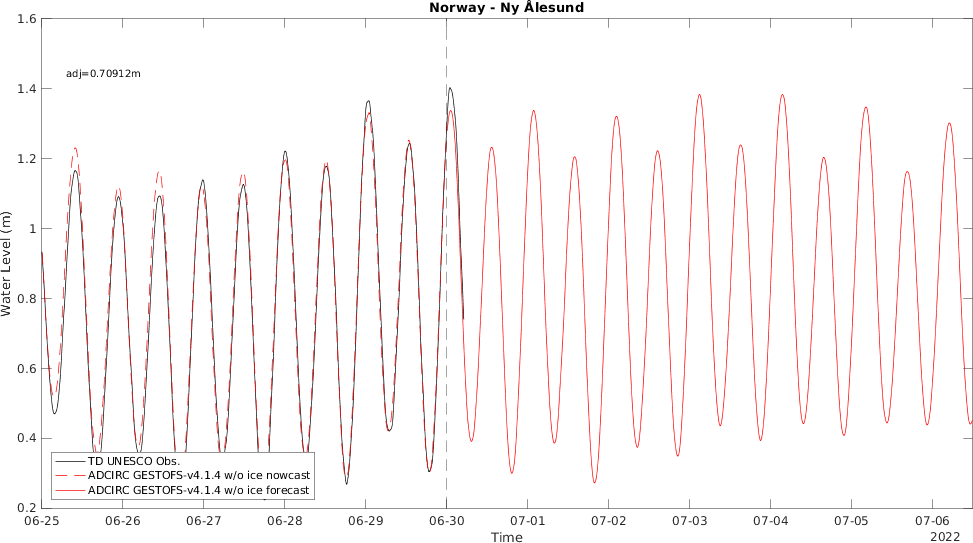 Norway - Ny Ålesund
1.6
adj=0.70912m
1.4
1.2
1
0.8
0.6
0.4
0.2
Water Level (m)
TD UNESCO Obs.
ADCIRC GESTOFS-v4.1.4 w/o ice nowcast
ADCIRC GESTOFS-v4.1.4 w/o ice forecast
06-25 06-26 06-27 06-28 06-29 06-30 07-01 07-02 07-03 07-04 07-05 07-06
Time
2022